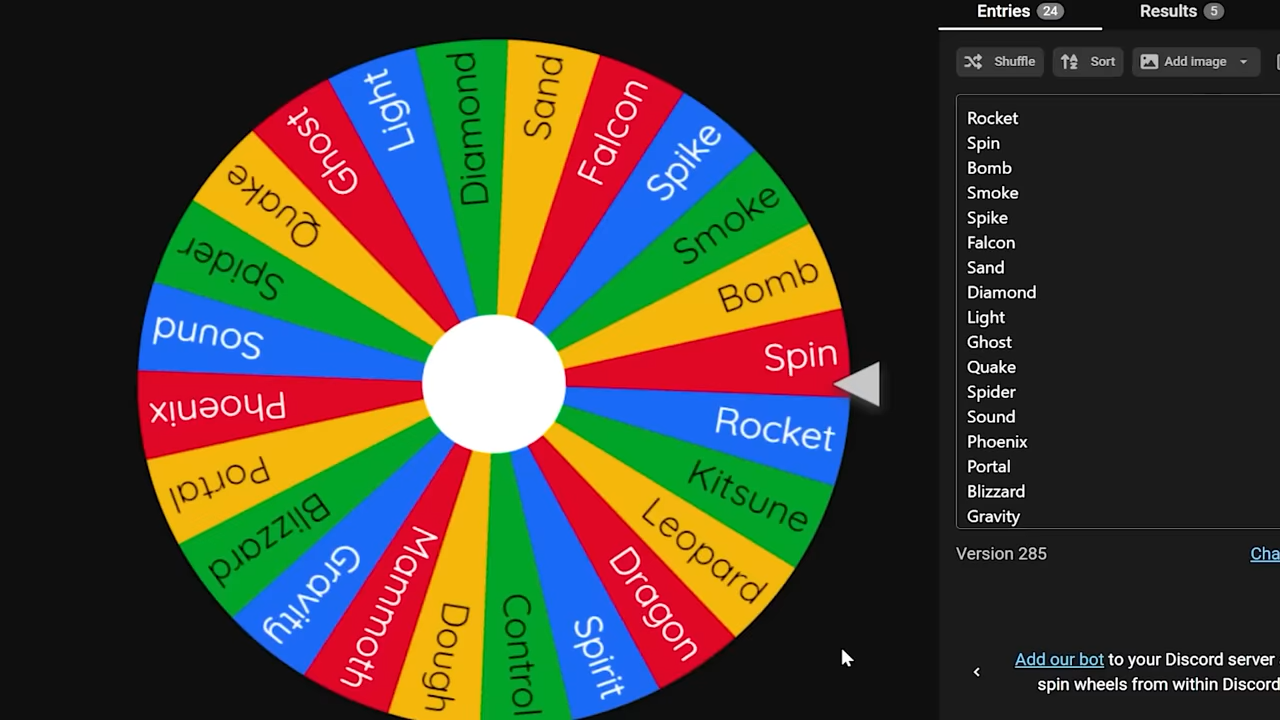 Entries 24 Results 5
Shuffle Sort Add image
Rocket
Spin
Bomb
Smoke
Spike
Falcon
Sand
Diamond
Light
Ghost
Quake
Spider
Sound
Phoenix
Portal
Blizzard
Gravity
Version 285 Cha
Add our bot to your Discord server
spin wheels from within Discord
Diamond
Sand
Falcon
Spike
Smoke
Bomb
Spin
Rocket
Kitsune
Leopard
Dragon
Spirit
Control
Dough
Mammoth
Gravity
Blizzard
Portal
Phoenix
Sound
Spider
Quake
Ghost
Light